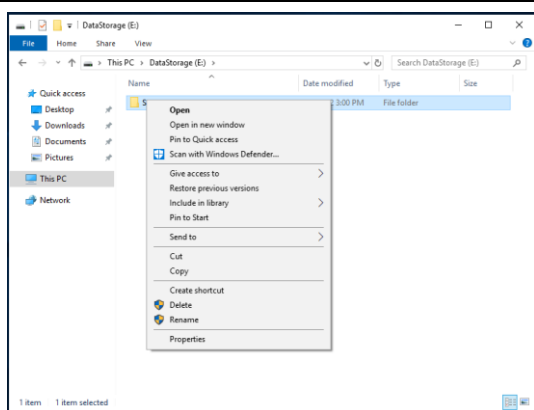 DataStorage (E:)
File Home Share View
This PC > DataStorage (E:) >
Search DataStorage (E:)
Name Date modified Type Size
Quick access
Desktop
Downloads
Documents
Pictures
This PC
Network
3:00 PM File folder
Open
Open in new window
Pin to Quick access
Scan with Windows Defender...
Give access to
Restore previous versions
Include in library
Pin to Start
Send to
Cut
Copy
Create shortcut
Delete
Rename
Properties
1 item 1 item selected